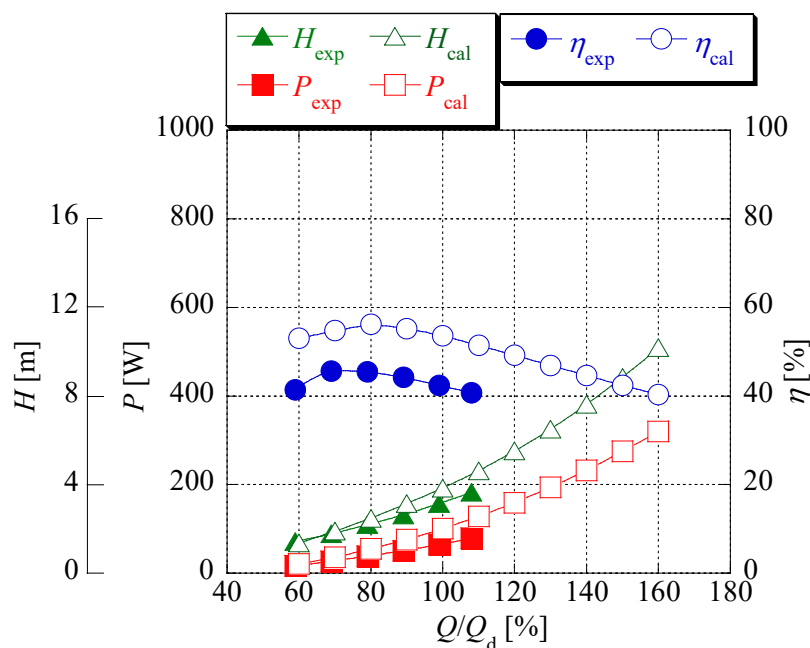 H_exp H_cal η_exp η_cal
P_exp P_cal
1000 100
16 800 80
12 600 60
8 400 40
4 200 20
0 0 0
H [m] P [W] η [%]
40 60 80 100 120 140 160 180
Q/Q_d [%]